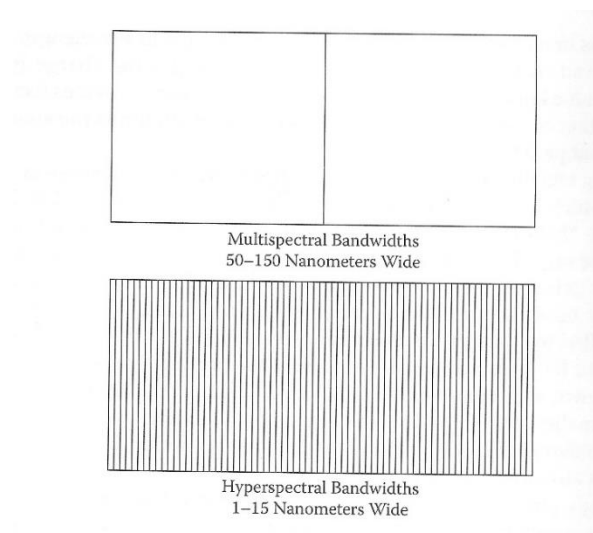 Multispectral Bandwidths
50–150 Nanometers Wide
Hyperspectral Bandwidths
1–15 Nanometers Wide